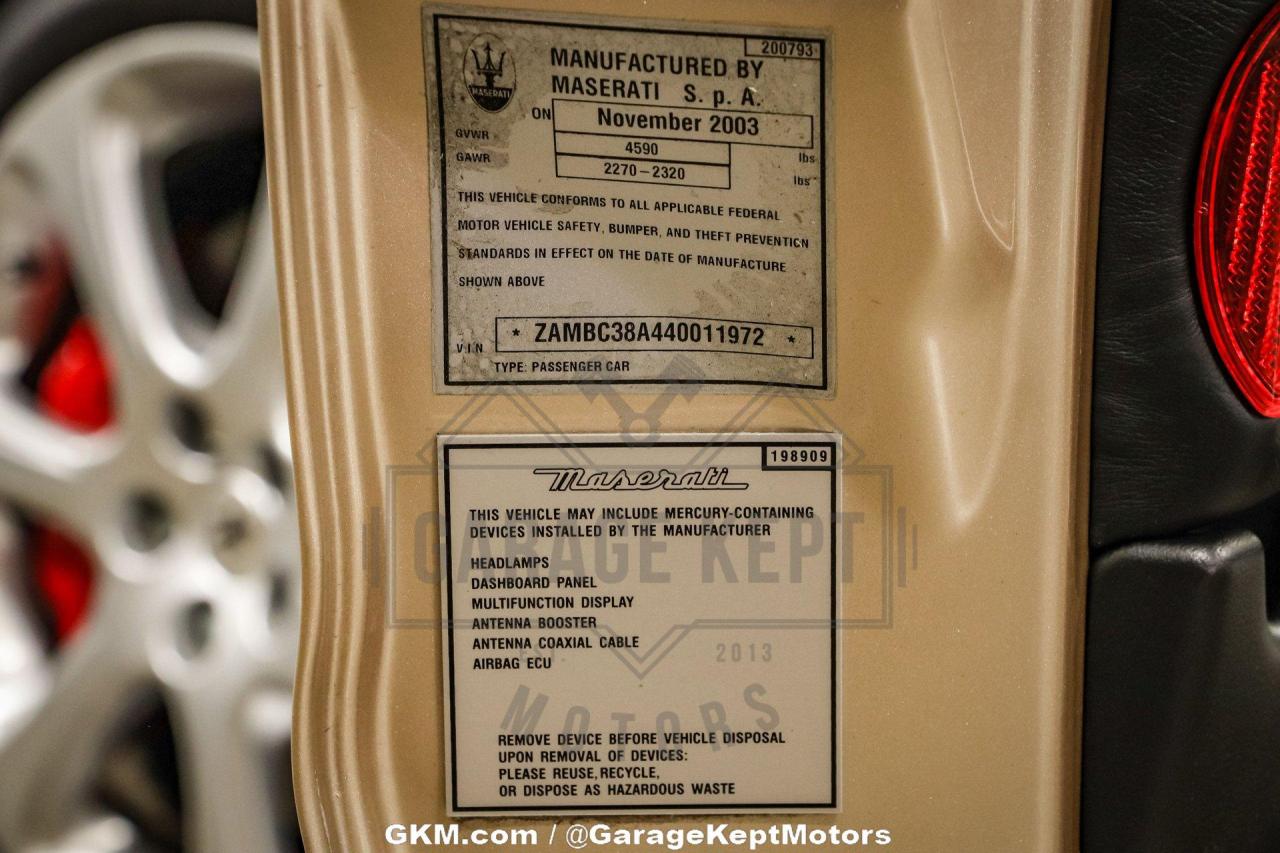 200793
MASERATI
MANUFACTURED BY
MASERATI S. p. A.
ON November 2003
GVWR 4590 lbs
GAWR 2270-2320 lbs
THIS VEHICLE CONFORMS TO ALL APPLICABLE FEDERAL
MOTOR VEHICLE SAFETY, BUMPER, AND THEFT PREVENTION
STANDARDS IN EFFECT ON THE DATE OF MANUFACTURE
SHOWN ABOVE
V.I.N * ZAMBC38A440011972 *
TYPE: PASSENGER CAR
198909
Maserati
THIS VEHICLE MAY INCLUDE MERCURY-CONTAINING
DEVICES INSTALLED BY THE MANUFACTURER
HEADLAMPS
DASHBOARD PANEL
MULTIFUNCTION DISPLAY
ANTENNA BOOSTER
ANTENNA COAXIAL CABLE
AIRBAG ECU
REMOVE DEVICE BEFORE VEHICLE DISPOSAL
UPON REMOVAL OF DEVICES:
PLEASE REUSE, RECYCLE,
OR DISPOSE AS HAZARDOUS WASTE
GARAGE KEPT
EST. 2013
MOTORS
GKM.com / @GarageKeptMotors